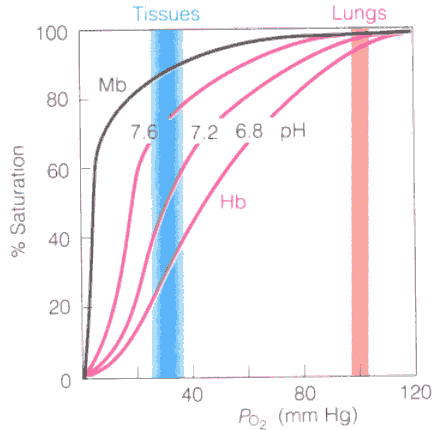 Tissues
Lungs
100
Mb
80
7.6 7.2 6.8 pH
60
% Saturation
Hb
40
20
0
40
80
120
PO₂ (mm Hg)